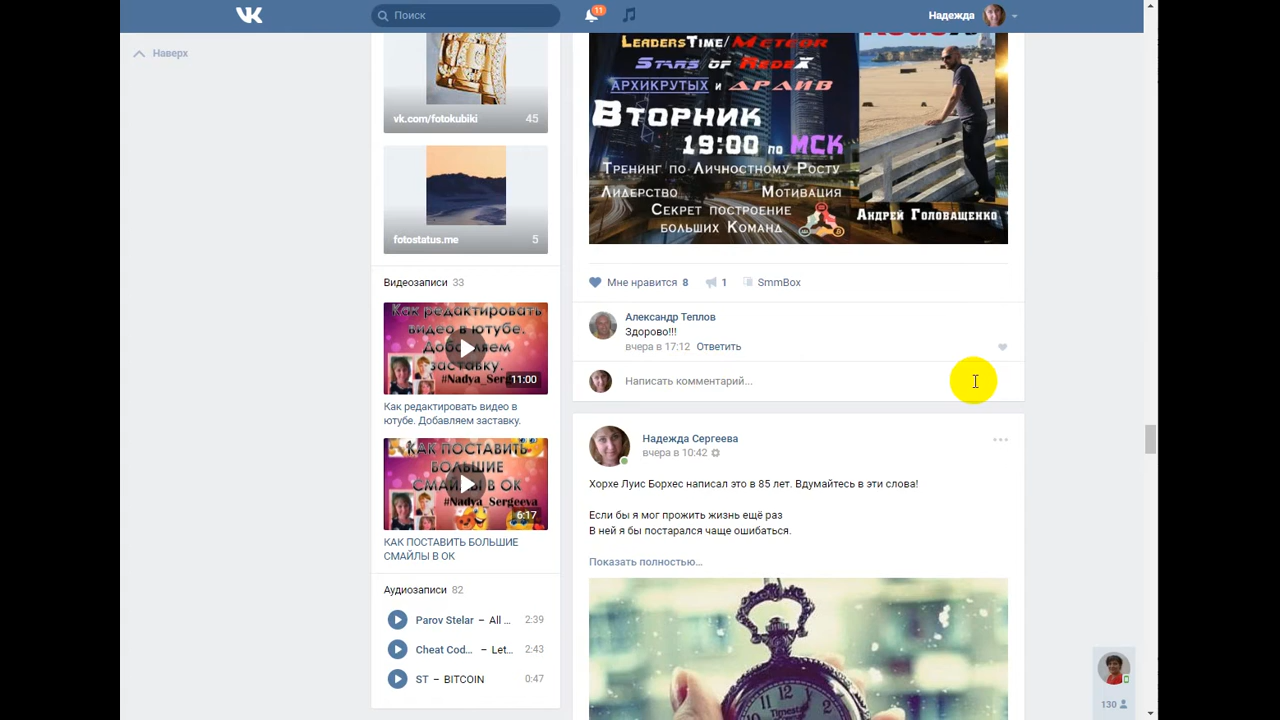 Поиск
11
Надежда
Наверх
vk.com/fotokubiki 45
fotostatus.me 5
Видеозаписи 33
Как редактировать
видео в ютубе.
Добавляем
заставку.
#Nadya_Sergeeva
11:00
Как редактировать видео в
ютубе. Добавляем заставку.
КАК ПОСТАВИТЬ
БОЛЬШИЕ
СМАЙЛЫ В ОК
#Nadya_Sergeeva
6:17
КАК ПОСТАВИТЬ БОЛЬШИЕ
СМАЙЛЫ В ОК
Аудиозаписи 82
Parov Stelar – All ... 2:39
Cheat Cod... – Let... 2:43
ST – BITCOIN 0:47
LeadersTime/Meteor
Stars of RedeX
Архикрутых и Драйв
Вторник
19:00 по МСК
Тренинг по Личностному Росту
Лидерство Мотивация
Секрет построение
больших Команд
Андрей Головащенко
Мне нравится 8 1 SmmBox
Александр Теплов
Здорово!!!
вчера в 17:12 Ответить
Написать комментарий...
Надежда Сергеева
вчера в 10:42
Хорхе Луис Борхес написал это в 85 лет. Вдумайтесь в эти слова!
Если бы я мог прожить жизнь ещё раз
В ней я бы постарался чаще ошибаться.
Показать полностью...
130